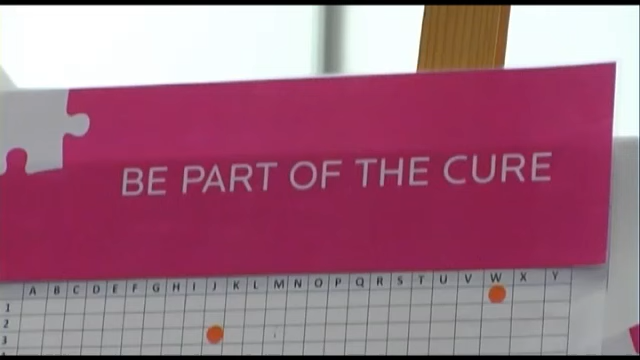 BE PART OF THE CURE
A B C D E F G H I J K L M N O P Q R S T U V W X Y
1
2
3